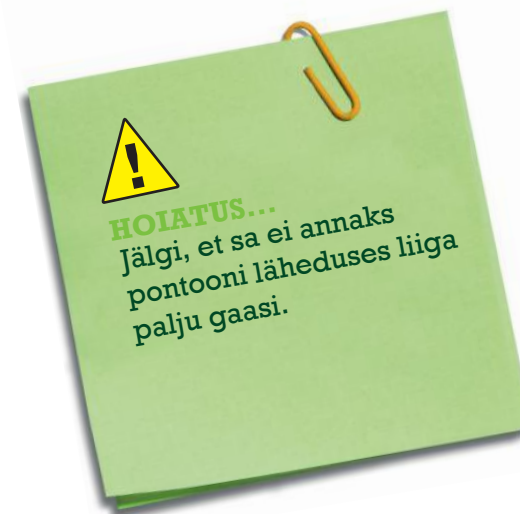 HOIATUS...
Jälgi, et sa ei annaks
pontooni läheduses liiga
palju gaasi.